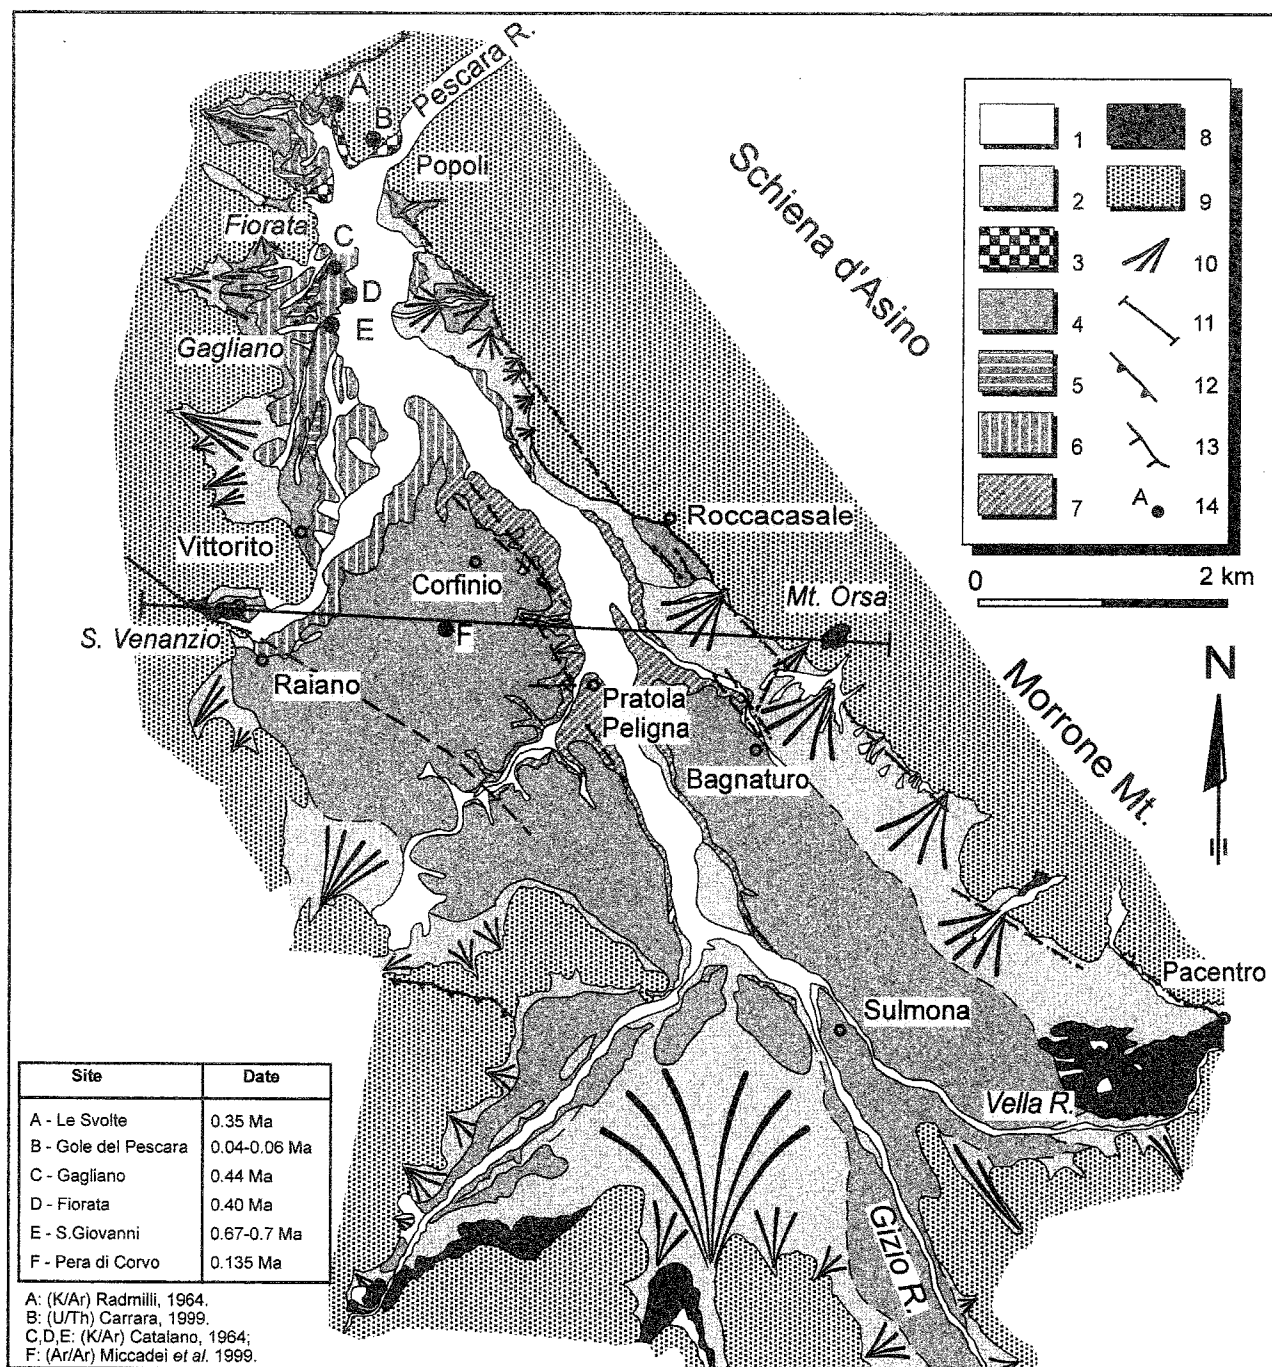 Pescara R.
A
B
Popoli
Schiena d'Asino
Fiorata
C
D
E
Gagliano
Roccacasale
Vittorito
Corfinio
Mt. Orsa
S. Venanzio
F
Raiano
Pratola
Peligna
Morrone Mt.
Bagnaturo
Pacentro
Sulmona
Vella R.
Gizio R.
1 8
2 9
3 10
4 11
5 12
6 13
7 A 14
0 2 km
N
Site Date
A - Le Svolte 0.35 Ma
B - Gole del Pescara 0.04-0.06 Ma
C - Gagliano 0.44 Ma
D - Fiorata 0.40 Ma
E - S.Giovanni 0.67-0.7 Ma
F - Pera di Corvo 0.135 Ma
A: (K/Ar) Radmilli, 1964.
B: (U/Th) Carrara, 1999.
C,D,E: (K/Ar) Catalano, 1964;
F: (Ar/Ar) Miccadei et al. 1999.